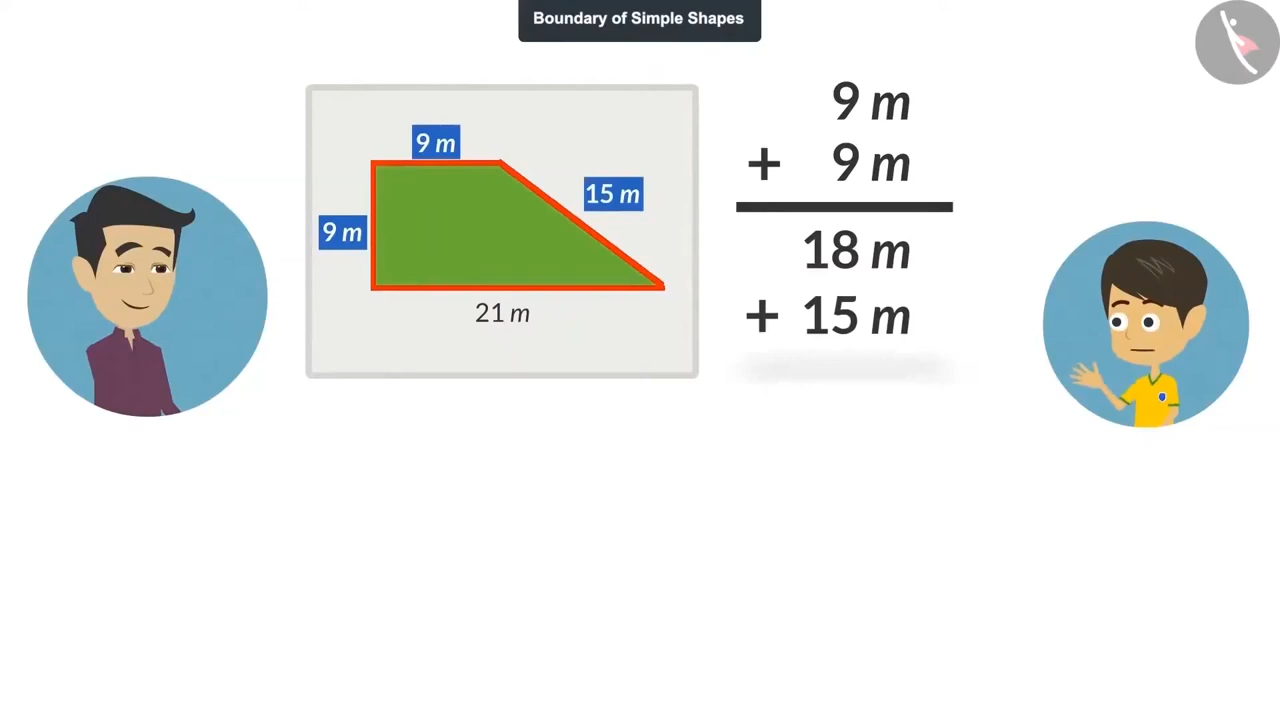 Boundary of Simple Shapes
9 m
9 m
15 m
21 m
9 m
+ 9 m
18 m
+ 15 m